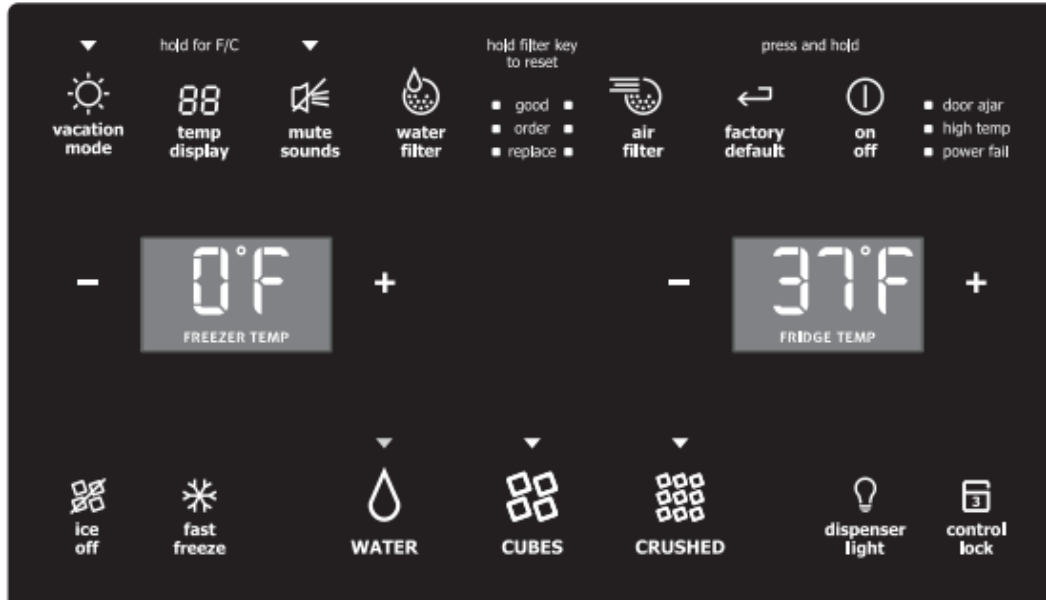 hold for F/C
hold filter key
to reset
press and hold
88
vacation
mode
temp
display
mute
sounds
water
filter
good
order
replace
air
filter
factory
default
on
off
door ajar
high temp
power fail
- 0°F +
FREEZER TEMP
- 37°F +
FRIDGE TEMP
ice
off
fast
freeze
WATER
CUBES
CRUSHED
dispenser
light
3
control
lock